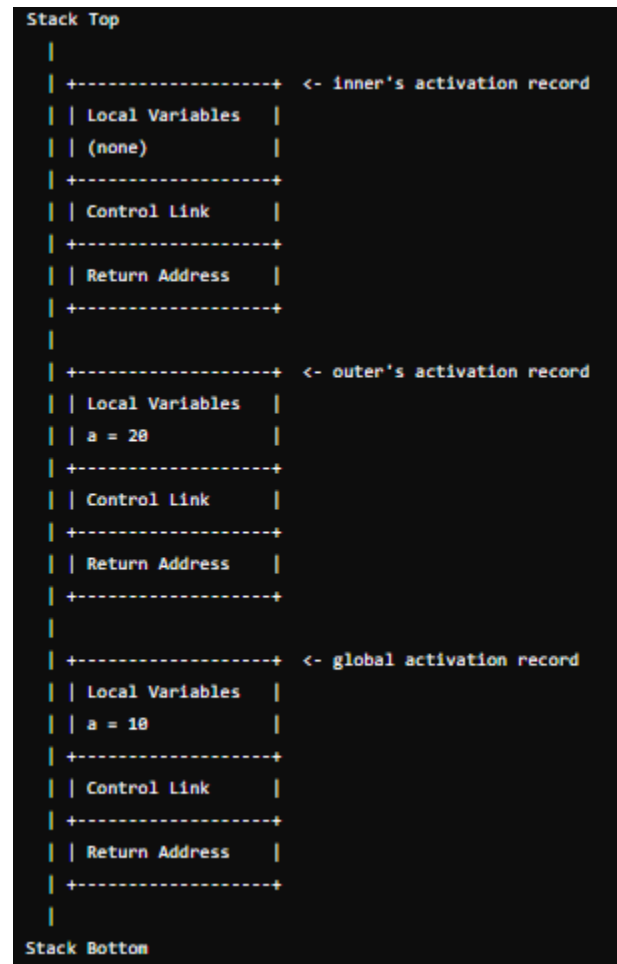 Stack Top
  |
  | +-------------------+  <- inner's activation record
  | | Local Variables   |
  | | (none)            |
  | +-------------------+
  | | Control Link      |
  | +-------------------+
  | | Return Address    |
  | +-------------------+
  |
  | +-------------------+  <- outer's activation record
  | | Local Variables   |
  | | a = 20            |
  | +-------------------+
  | | Control Link      |
  | +-------------------+
  | | Return Address    |
  | +-------------------+
  |
  | +-------------------+  <- global activation record
  | | Local Variables   |
  | | a = 10            |
  | +-------------------+
  | | Control Link      |
  | +-------------------+
  | | Return Address    |
  | +-------------------+
  |
Stack Bottom